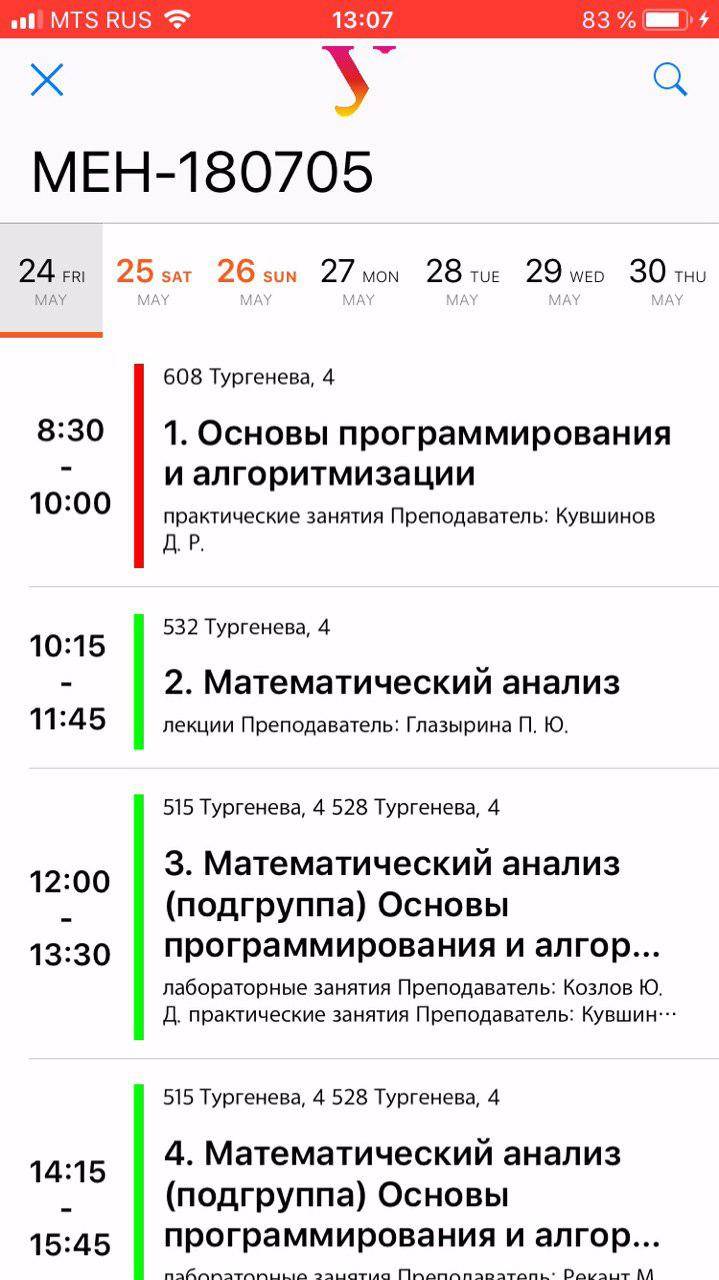 MTS RUS 13:07 83 %
У
МЕН-180705
24 FRI 25 SAT 26 SUN 27 MON 28 TUE 29 WED 30 THU
MAY MAY MAY MAY MAY MAY MAY
608 Тургенева, 4
8:30
-
10:00
1. Основы программирования
и алгоритмизации
практические занятия Преподаватель: Кувшинов
Д. Р.
532 Тургенева, 4
10:15
-
11:45
2. Математический анализ
лекции Преподаватель: Глазырина П. Ю.
515 Тургенева, 4 528 Тургенева, 4
12:00
-
13:30
3. Математический анализ
(подгруппа) Основы
программирования и алгор...
лабораторные занятия Преподаватель: Козлов Ю.
Д. практические занятия Преподаватель: Кувшин···
515 Тургенева, 4 528 Тургенева, 4
14:15
-
15:45
4. Математический анализ
(подгруппа) Основы
программирования и алгор...
лабораторные занятия Преподаватель: Рекант М